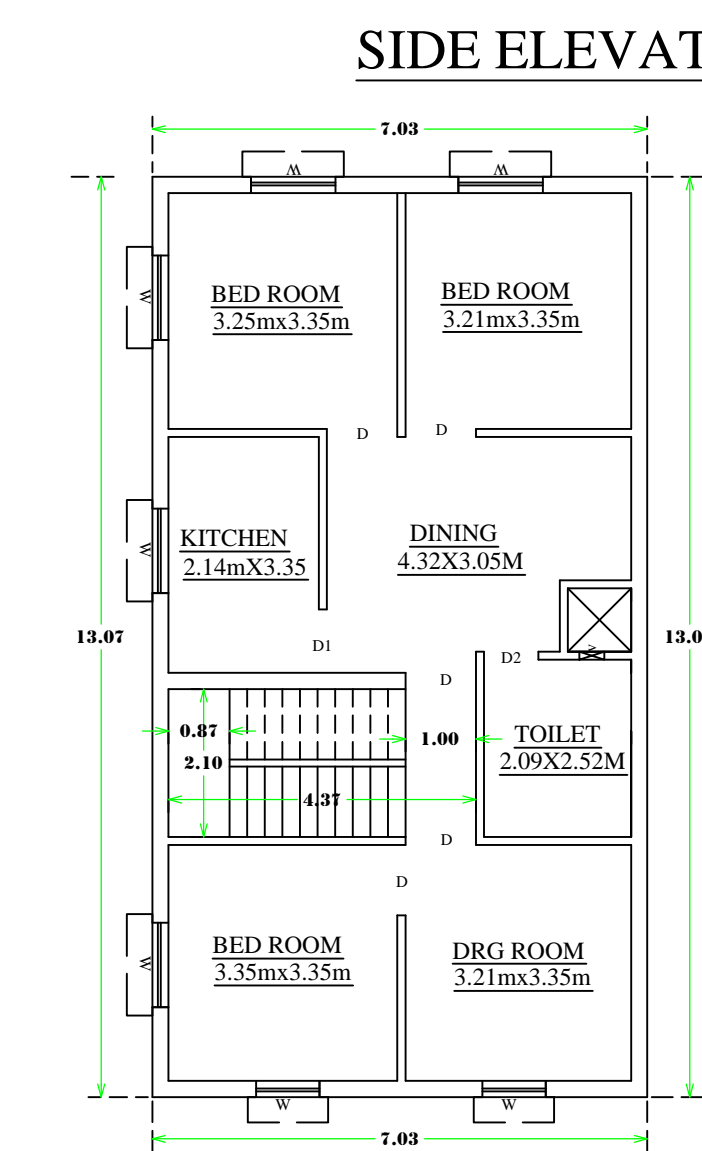 SIDE ELEVAT
7.03
W
W
W
BED ROOM
3.25mx3.35m
BED ROOM
3.21mx3.35m
D
D
W
KITCHEN
2.14mX3.35
DINING
4.32X3.05M
13.07
13.0
D1
D2
V
D
0.87
2.10
1.00
TOILET
2.09X2.52M
4.37
D
D
W
BED ROOM
3.35mx3.35m
DRG ROOM
3.21mx3.35m
W
W
7.03